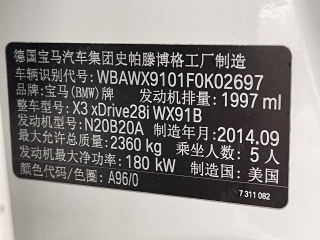 德国宝马汽车集团史帕滕博格工厂制造
车辆识别代号: WBAWX9101F0K02697
品牌: 宝马(BMW)牌 发动机排量: 1997 ml
整车型号: X3 xDrive28i WX91B
发动机型号: N20B20A 制造年月: 2014.09
最大允许总质量: 2360 kg 乘坐人数: 5 人
发动机最大净功率: 180 kW 制造国: 美国
颜色代码/色圈: A96/0
7 311 082